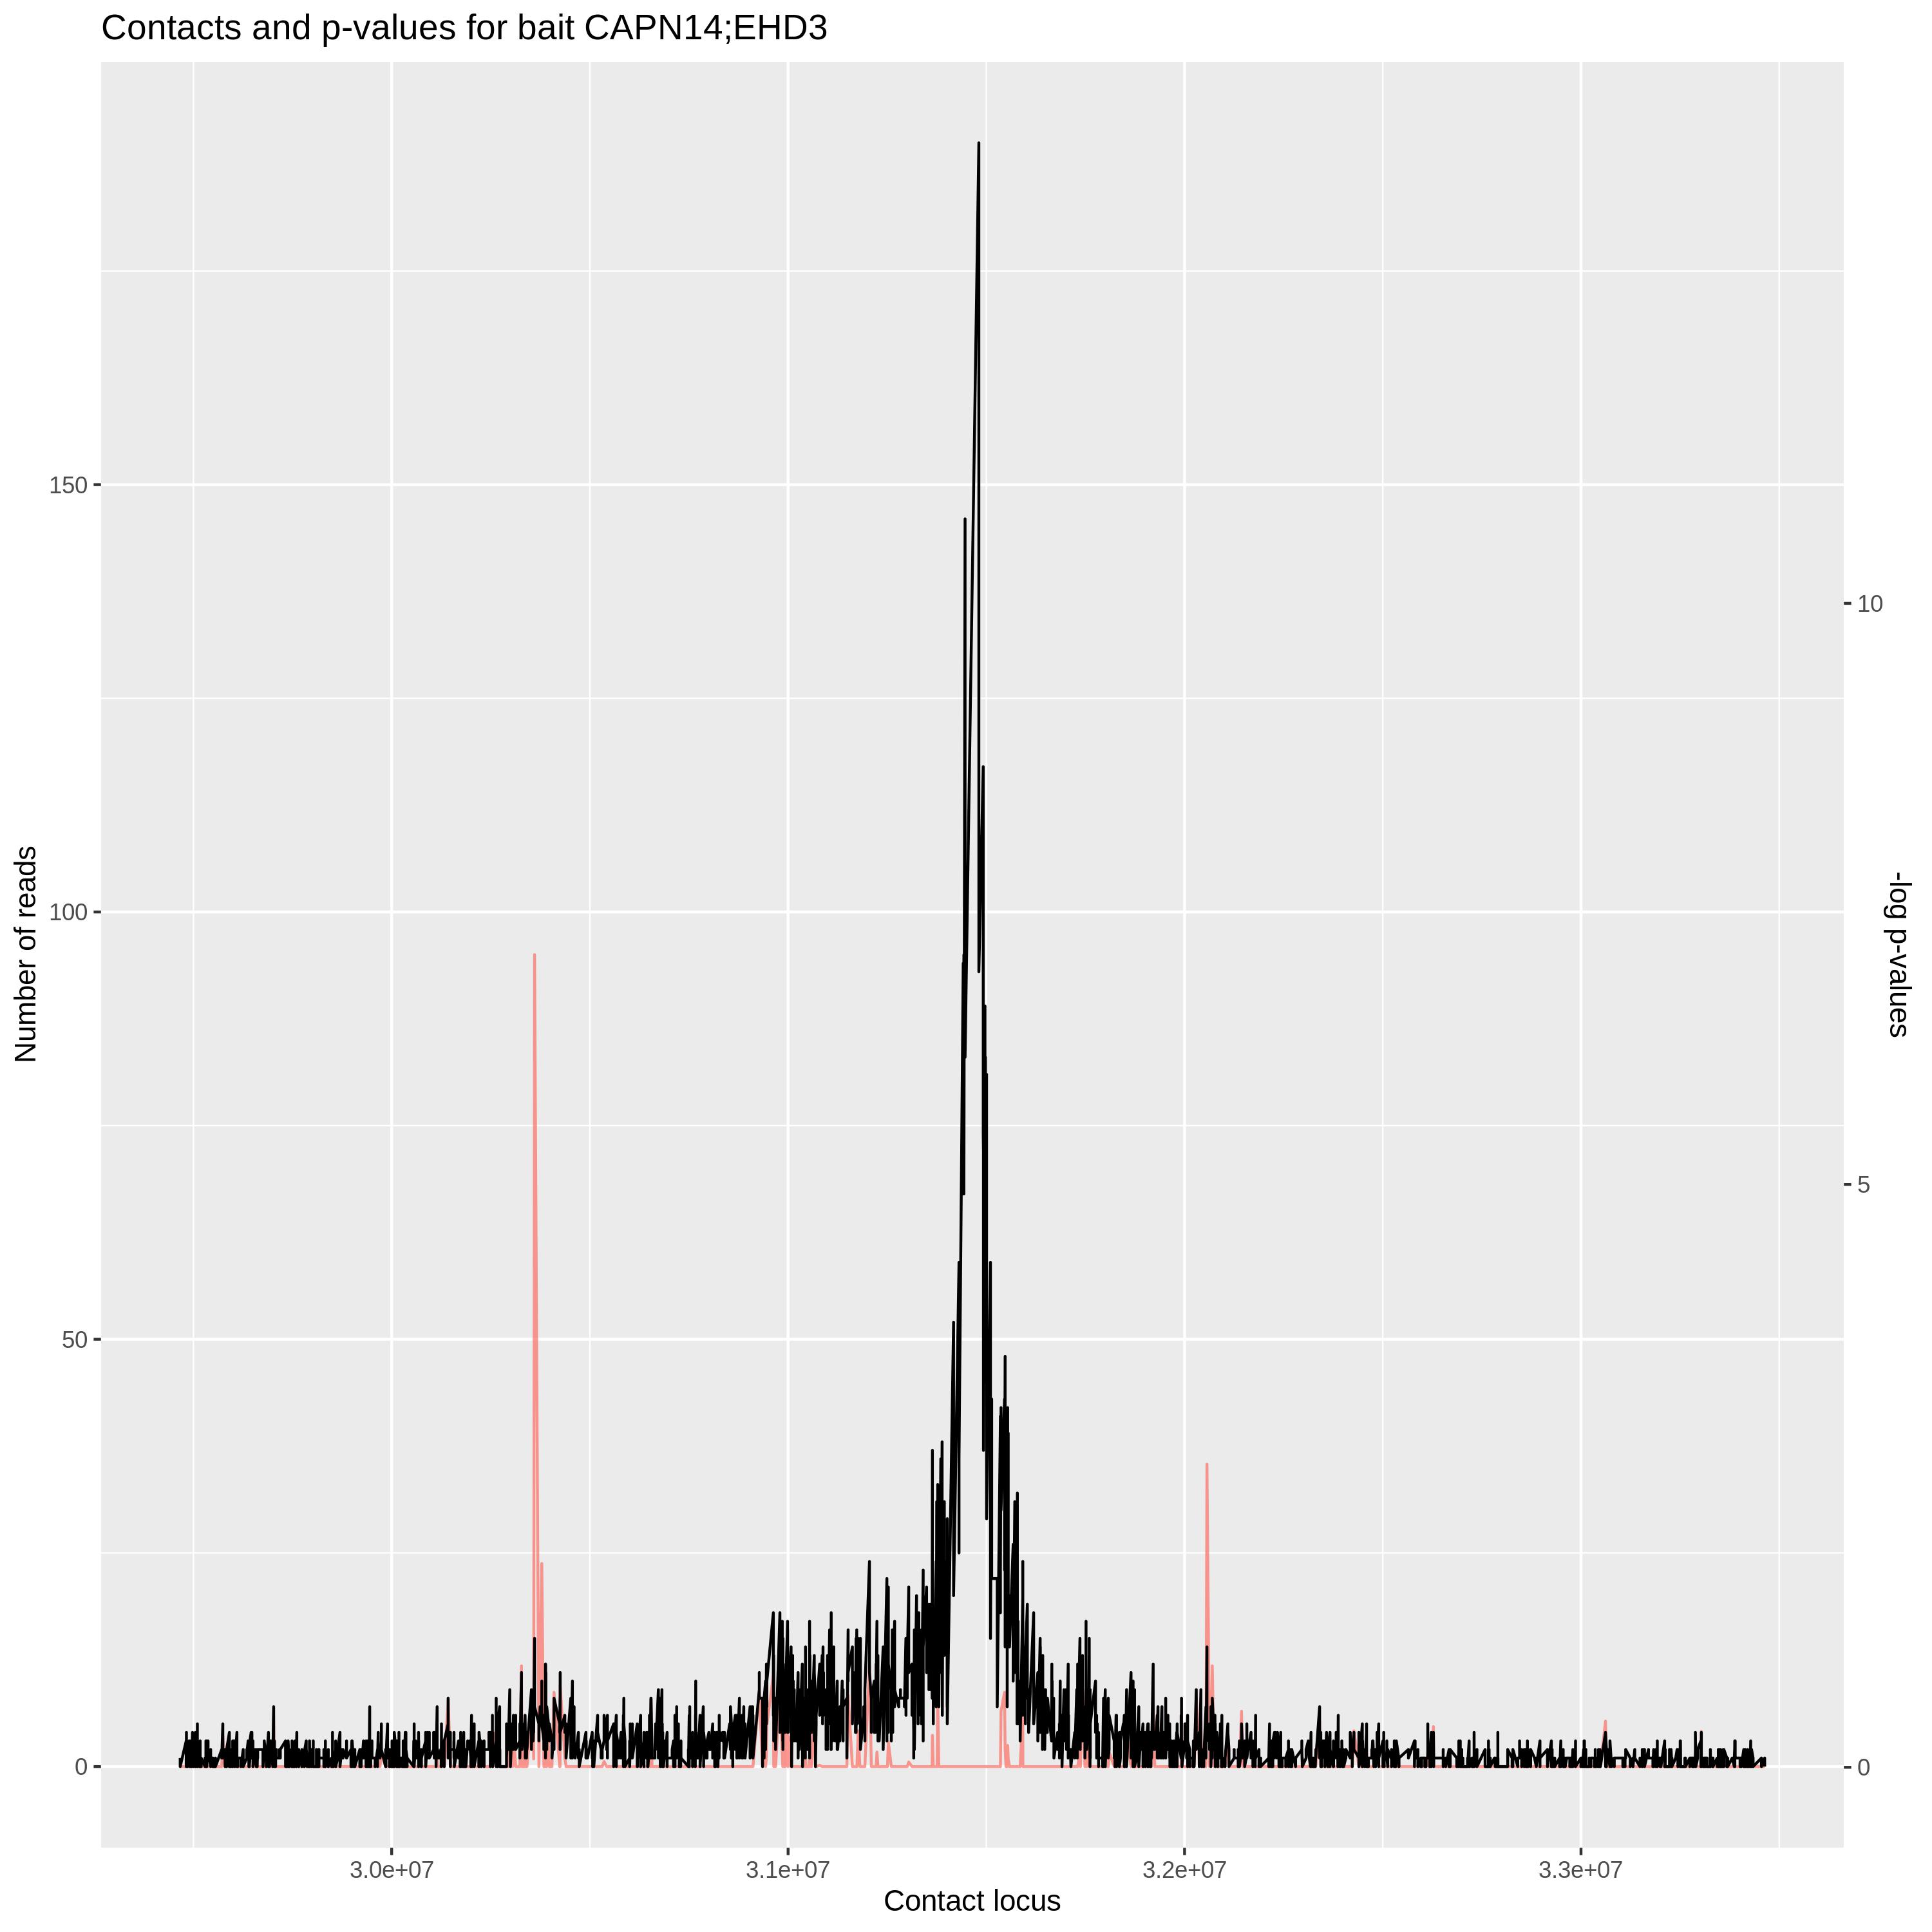 Contacts and p-values for bait CAPN14;EHD3
Number of reads
150
100
50
0
10
5
0
-log p-values
3.0e+07
3.1e+07
3.2e+07
3.3e+07
Contact locus